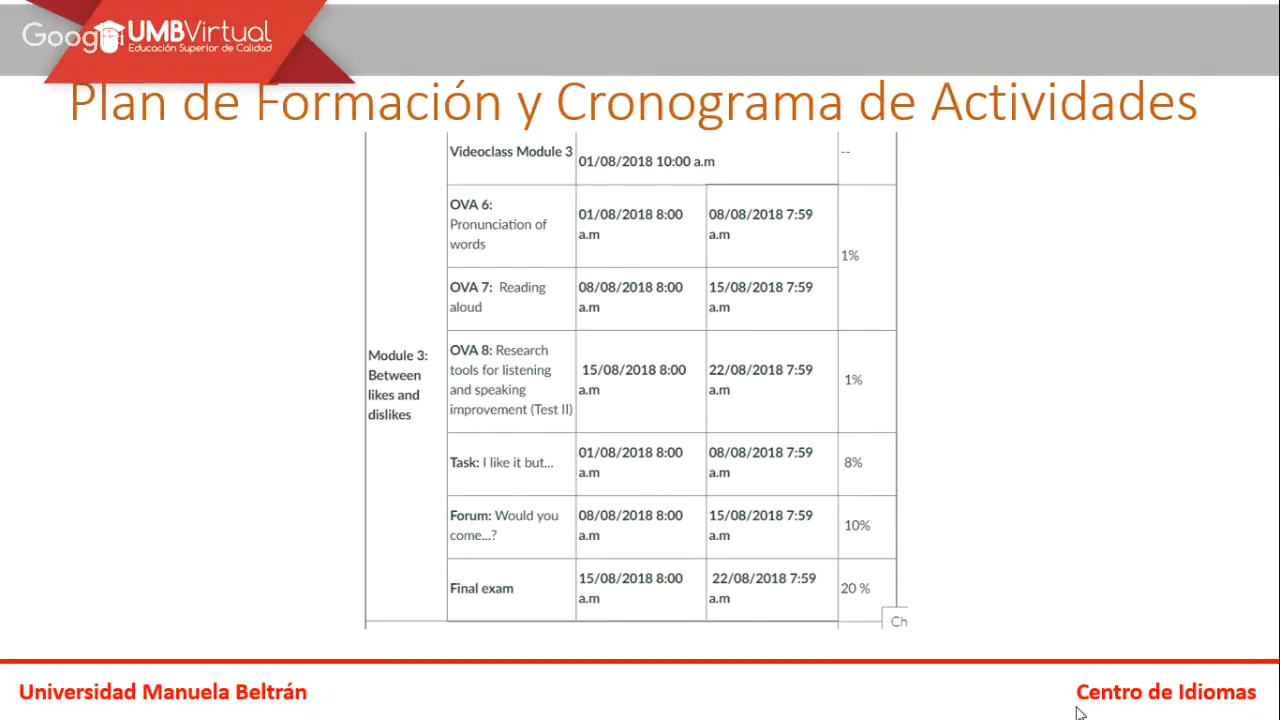 Google
UMBVirtual
Educación Superior de Calidad
Plan de Formación y Cronograma de Actividades
Videoclass Module 3
01/08/2018 10:00 a.m
--
OVA 6:
Pronunciation of
words
01/08/2018 8:00
a.m
08/08/2018 7:59
a.m
1%
OVA 7: Reading
aloud
08/08/2018 8:00
a.m
15/08/2018 7:59
a.m
Module 3:
Between
likes and
dislikes
OVA 8: Research
tools for listening
and speaking
improvement (Test II)
15/08/2018 8:00
a.m
22/08/2018 7:59
a.m
1%
Task: I like it but...
01/08/2018 8:00
a.m
08/08/2018 7:59
a.m
8%
Forum: Would you
come...?
08/08/2018 8:00
a.m
15/08/2018 7:59
a.m
10%
Final exam
15/08/2018 8:00
a.m
22/08/2018 7:59
a.m
20 %
Ch
Universidad Manuela Beltrán
Centro de Idiomas